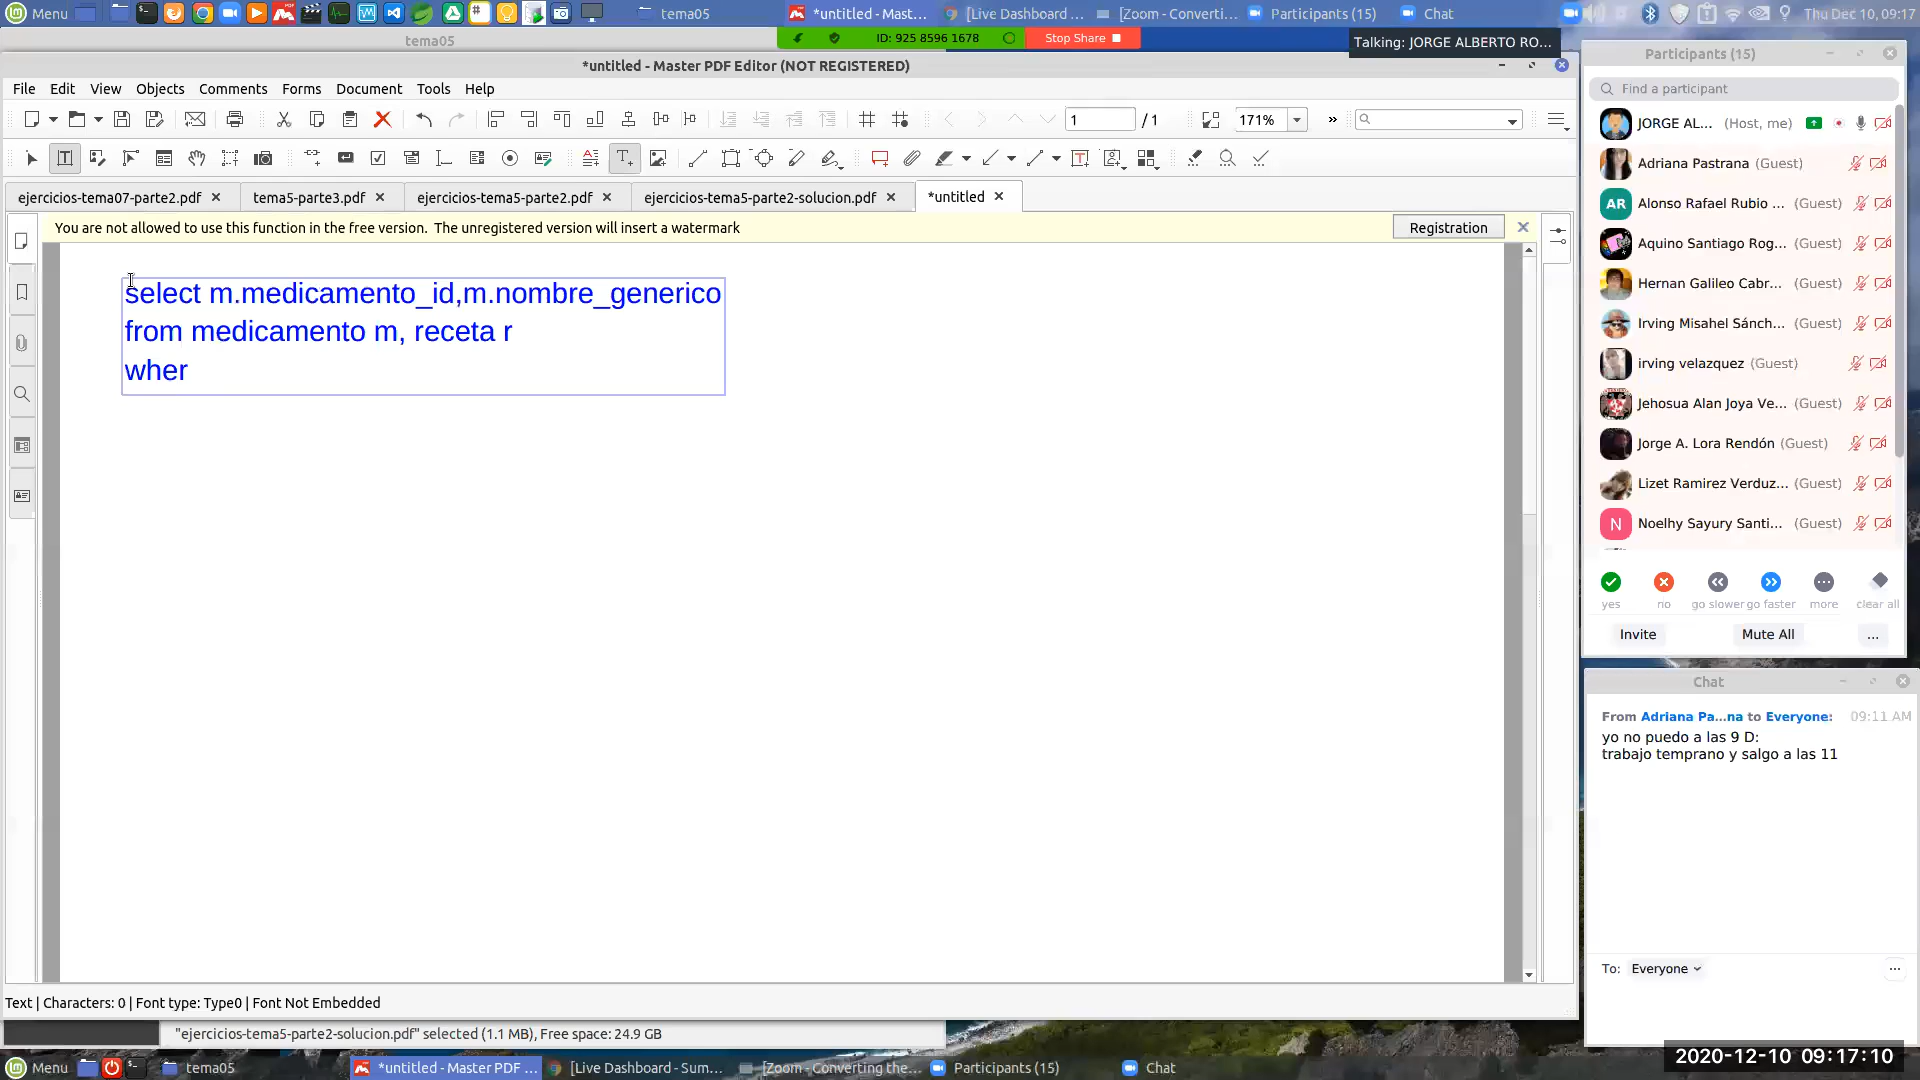 Menu
tema05
*untitled - Mast...
[Live Dashboard ...
[Zoom - Converti...
Participants (15)
Chat
Thu Dec 10, 09:17
tema05
ID: 925 8596 1678
Stop Share
Talking: JORGE ALBERTO RO...
*untitled - Master PDF Editor (NOT REGISTERED)
File Edit View Objects Comments Forms Document Tools Help
1 / 1
171%
ejercicios-tema07-parte2.pdf
tema5-parte3.pdf
ejercicios-tema5-parte2.pdf
ejercicios-tema5-parte2-solucion.pdf
*untitled
You are not allowed to use this function in the free version. The unregistered version will insert a watermark
Registration
select m.medicamento_id,m.nombre_generico
from medicamento m, receta r
wher
Text | Characters: 0 | Font type: Type0 | Font Not Embedded
"ejercicios-tema5-parte2-solucion.pdf" selected (1.1 MB), Free space: 24.9 GB
Participants (15)
Find a participant
JORGE AL... (Host, me)
Adriana Pastrana (Guest)
AR Alonso Rafael Rubio ... (Guest)
Aquino Santiago Rog... (Guest)
Hernan Galileo Cabr... (Guest)
Irving Misahel Sánch... (Guest)
irving velazquez (Guest)
Jehosua Alan Joya Ve... (Guest)
Jorge A. Lora Rendón (Guest)
Lizet Ramirez Verduz... (Guest)
N Noelhy Sayury Santi... (Guest)
yes no go slower go faster more clear all
Invite Mute All ...
Chat
From Adriana Pa...na to Everyone: 09:11 AM
yo no puedo a las 9 D:
trabajo temprano y salgo a las 11
To: Everyone
2020-12-10 09:17:10
Menu
tema05
*untitled - Master PDF ...
[Live Dashboard - Sum...
[Zoom - Converting the...
Participants (15)
Chat